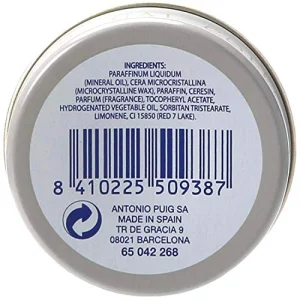 INGREDIENTS:
PARAFFINUM LIQUIDUM
(MINERAL OIL), CERA MICROCRISTALLINA
(MICROCRYSTALLINE WAX), PARAFFIN, CERESIN,
PARFUM (FRAGRANCE), TOCOPHERYL ACETATE,
HYDROGENATED VEGETABLE OIL, SORBITAN TRISTEARATE,
LIMONENE, CI 15850 (RED 7 LAKE).
8 410225 509387
ANTONIO PUIG SA
MADE IN SPAIN
TR DE GRACIA 9
08021 BARCELONA
65 042 268